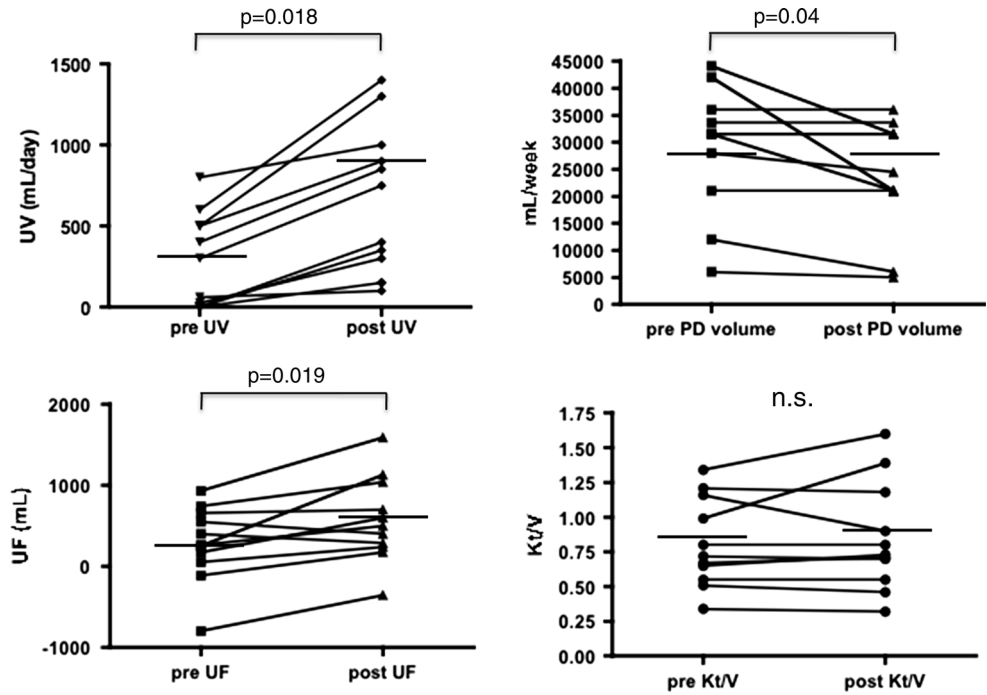 p=0.018
UV (mL/day)
1500
1000
500
0
pre UV
post UV
p=0.04
mL/week
45000
40000
35000
30000
25000
20000
15000
10000
5000
0
pre PD volume
post PD volume
p=0.019
UF (mL)
2000
1000
0
-1000
pre UF
post UF
n.s.
Kt/V
1.75
1.50
1.25
1.00
0.75
0.50
0.25
0.00
pre Kt/V
post Kt/V